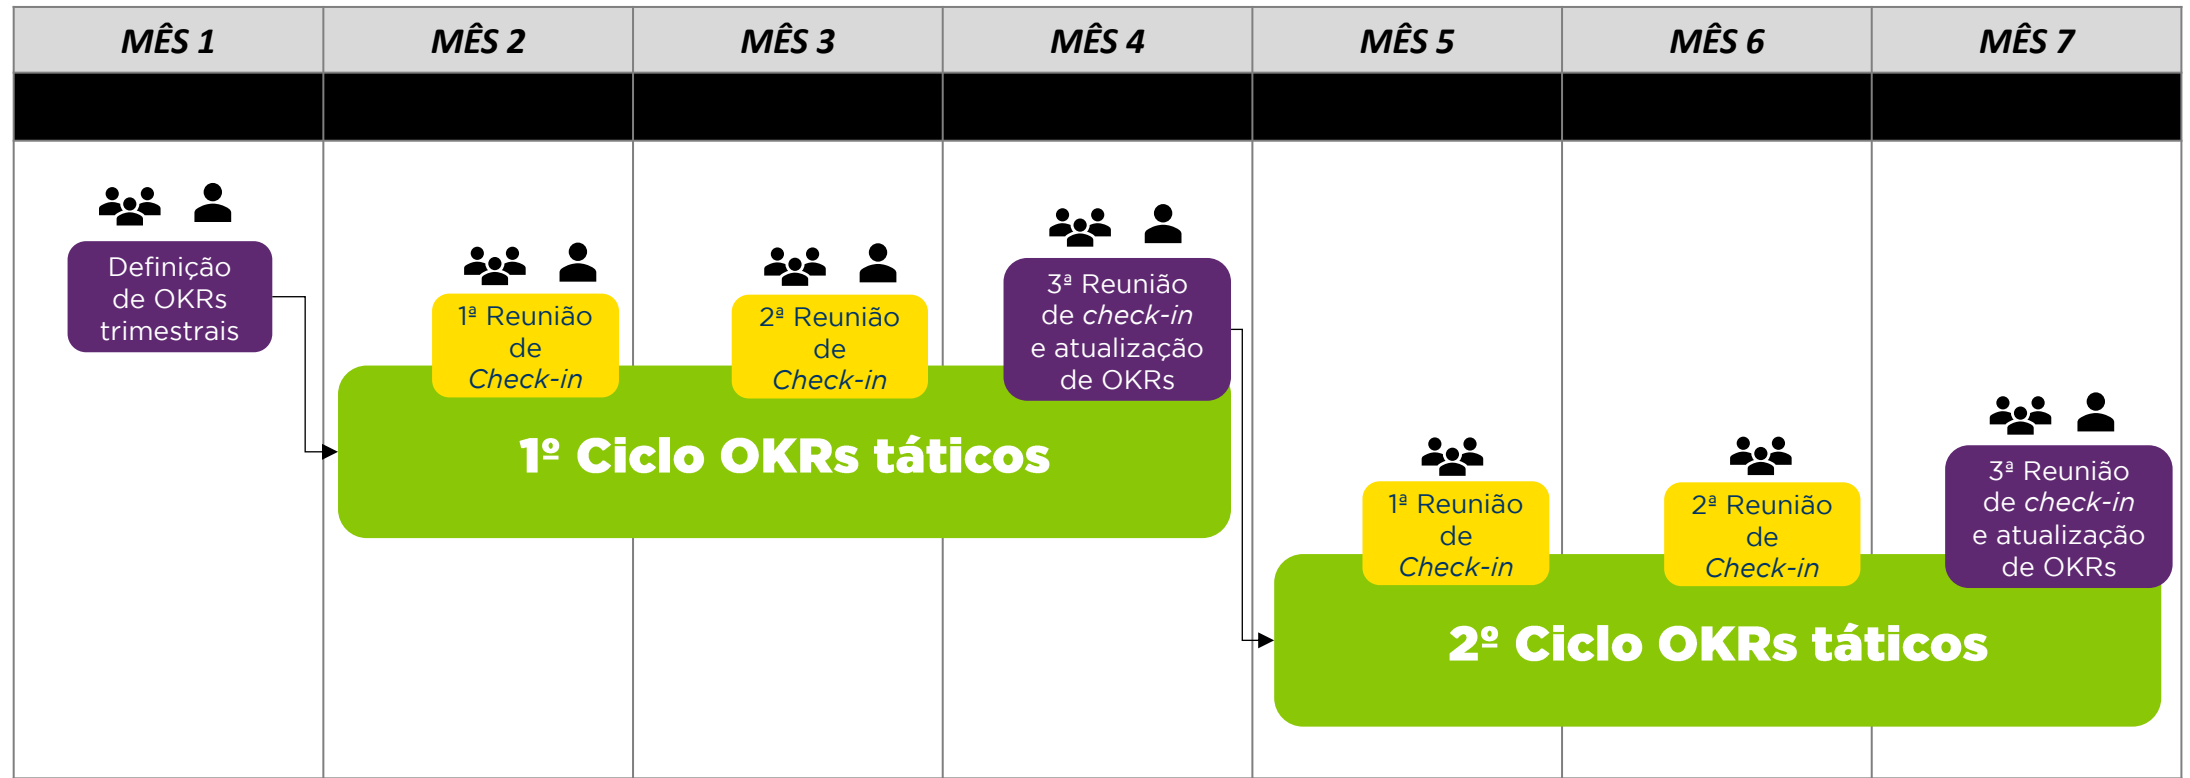 MÊS 1
MÊS 2
MÊS 3
MÊS 4
MÊS 5
MÊS 6
MÊS 7
Definição
de OKRs
trimestrais
1ª Reunião
de
Check-in
2ª Reunião
de
Check-in
3ª Reunião
de check-in
e atualização
de OKRs
1º Ciclo OKRs táticos
1ª Reunião
de
Check-in
2ª Reunião
de
Check-in
3ª Reunião
de check-in
e atualização
de OKRs
2º Ciclo OKRs táticos